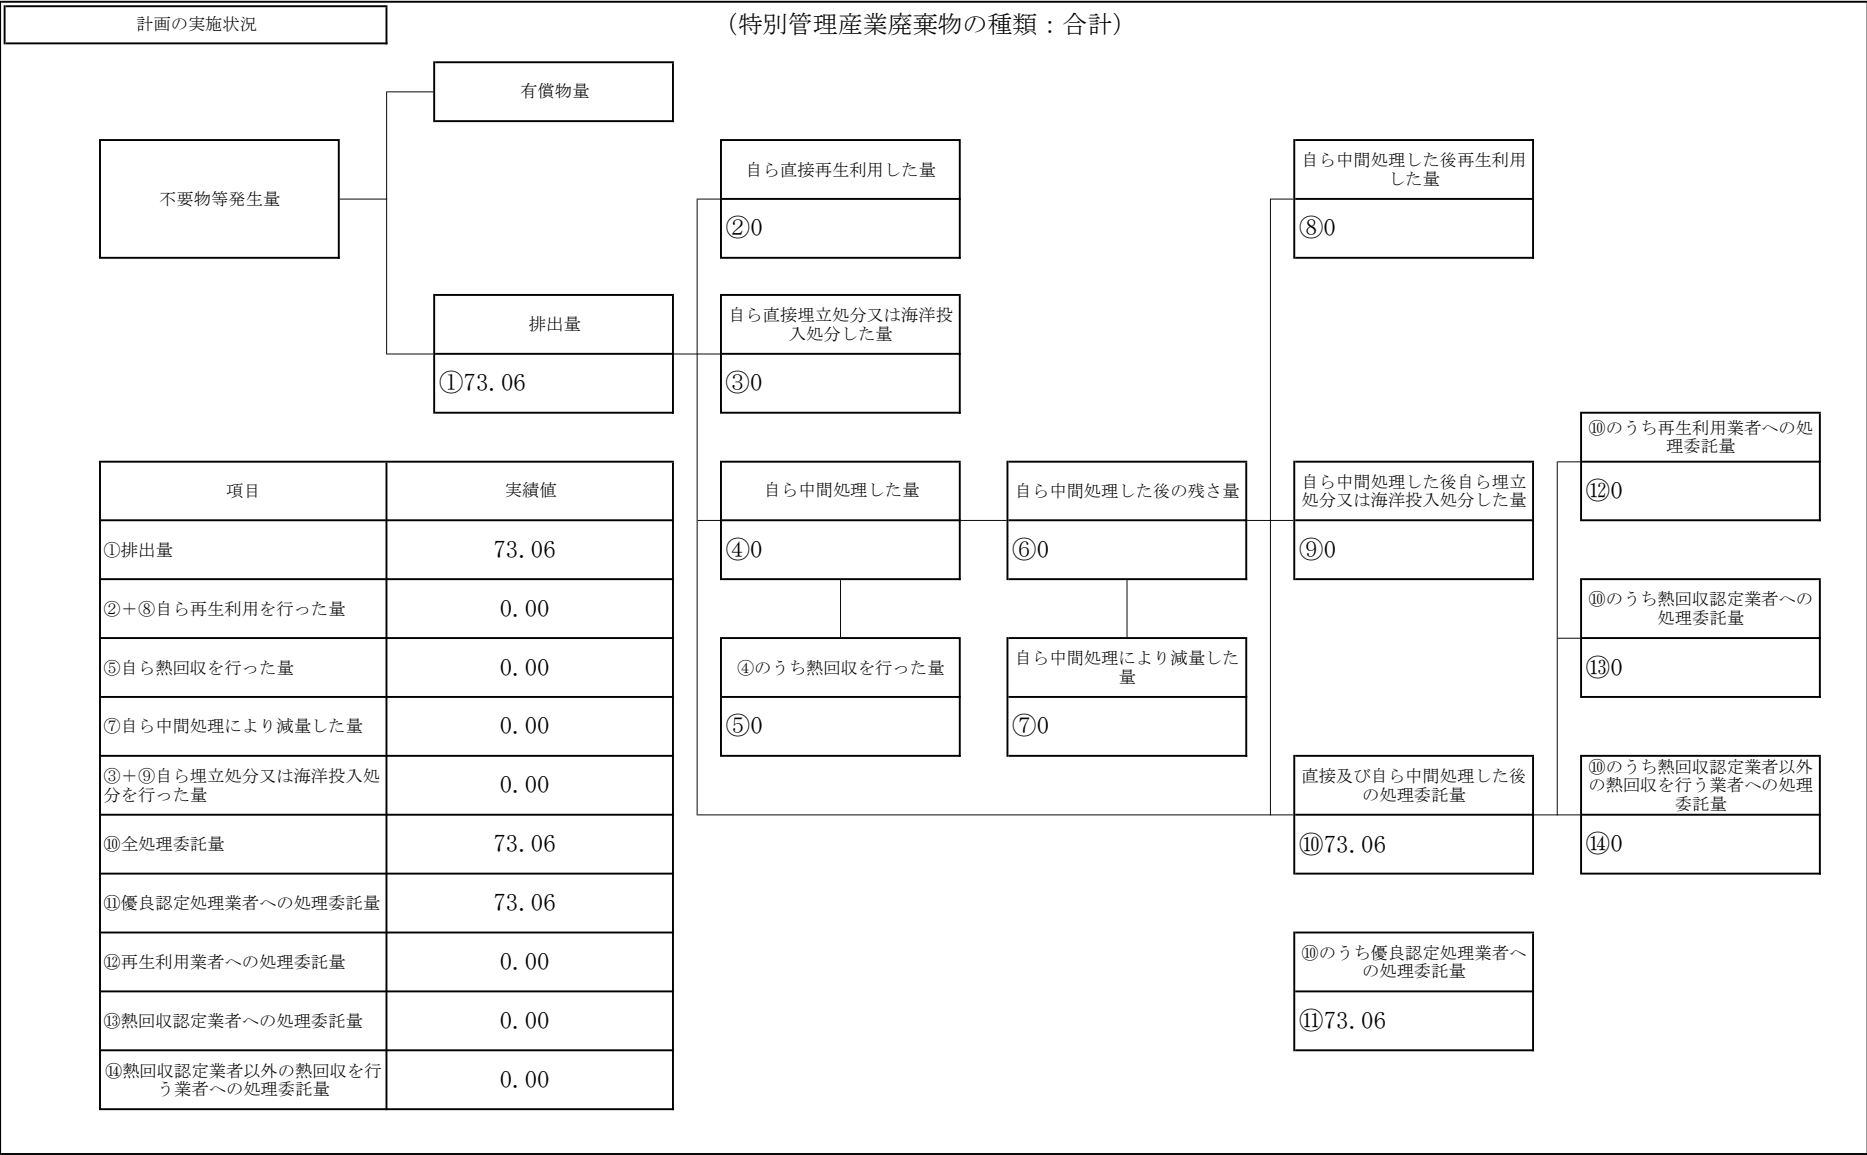 計画の実施状況
（特別管理産業廃棄物の種類：合計）
有償物量
不要物等発生量
自ら直接再生利用した量
②0
自ら中間処理した後再生利用
した量
⑧0
排出量
①73.06
自ら直接埋立処分又は海洋投
入処分した量
③0
⑩のうち再生利用業者への処
理委託量
⑫0
自ら中間処理した量
④0
自ら中間処理した後の残さ量
⑥0
自ら中間処理した後自ら埋立
処分又は海洋投入処分した量
⑨0
⑩のうち熱回収認定業者への
処理委託量
⑬0
④のうち熱回収を行った量
⑤0
自ら中間処理により減量した
量
⑦0
直接及び自ら中間処理した後
の処理委託量
⑩73.06
⑩のうち熱回収認定業者以外
の熱回収を行う業者への処理
委託量
⑭0
⑩のうち優良認定処理業者へ
の処理委託量
⑪73.06
項目 実績値
①排出量 73.06
②＋⑧自ら再生利用を行った量 0.00
⑤自ら熱回収を行った量 0.00
⑦自ら中間処理により減量した量 0.00
③＋⑨自ら埋立処分又は海洋投入処
分を行った量 0.00
⑩全処理委託量 73.06
⑪優良認定処理業者への処理委託量 73.06
⑫再生利用業者への処理委託量 0.00
⑬熱回収認定業者への処理委託量 0.00
⑭熱回収認定業者以外の熱回収を行
う業者への処理委託量 0.00